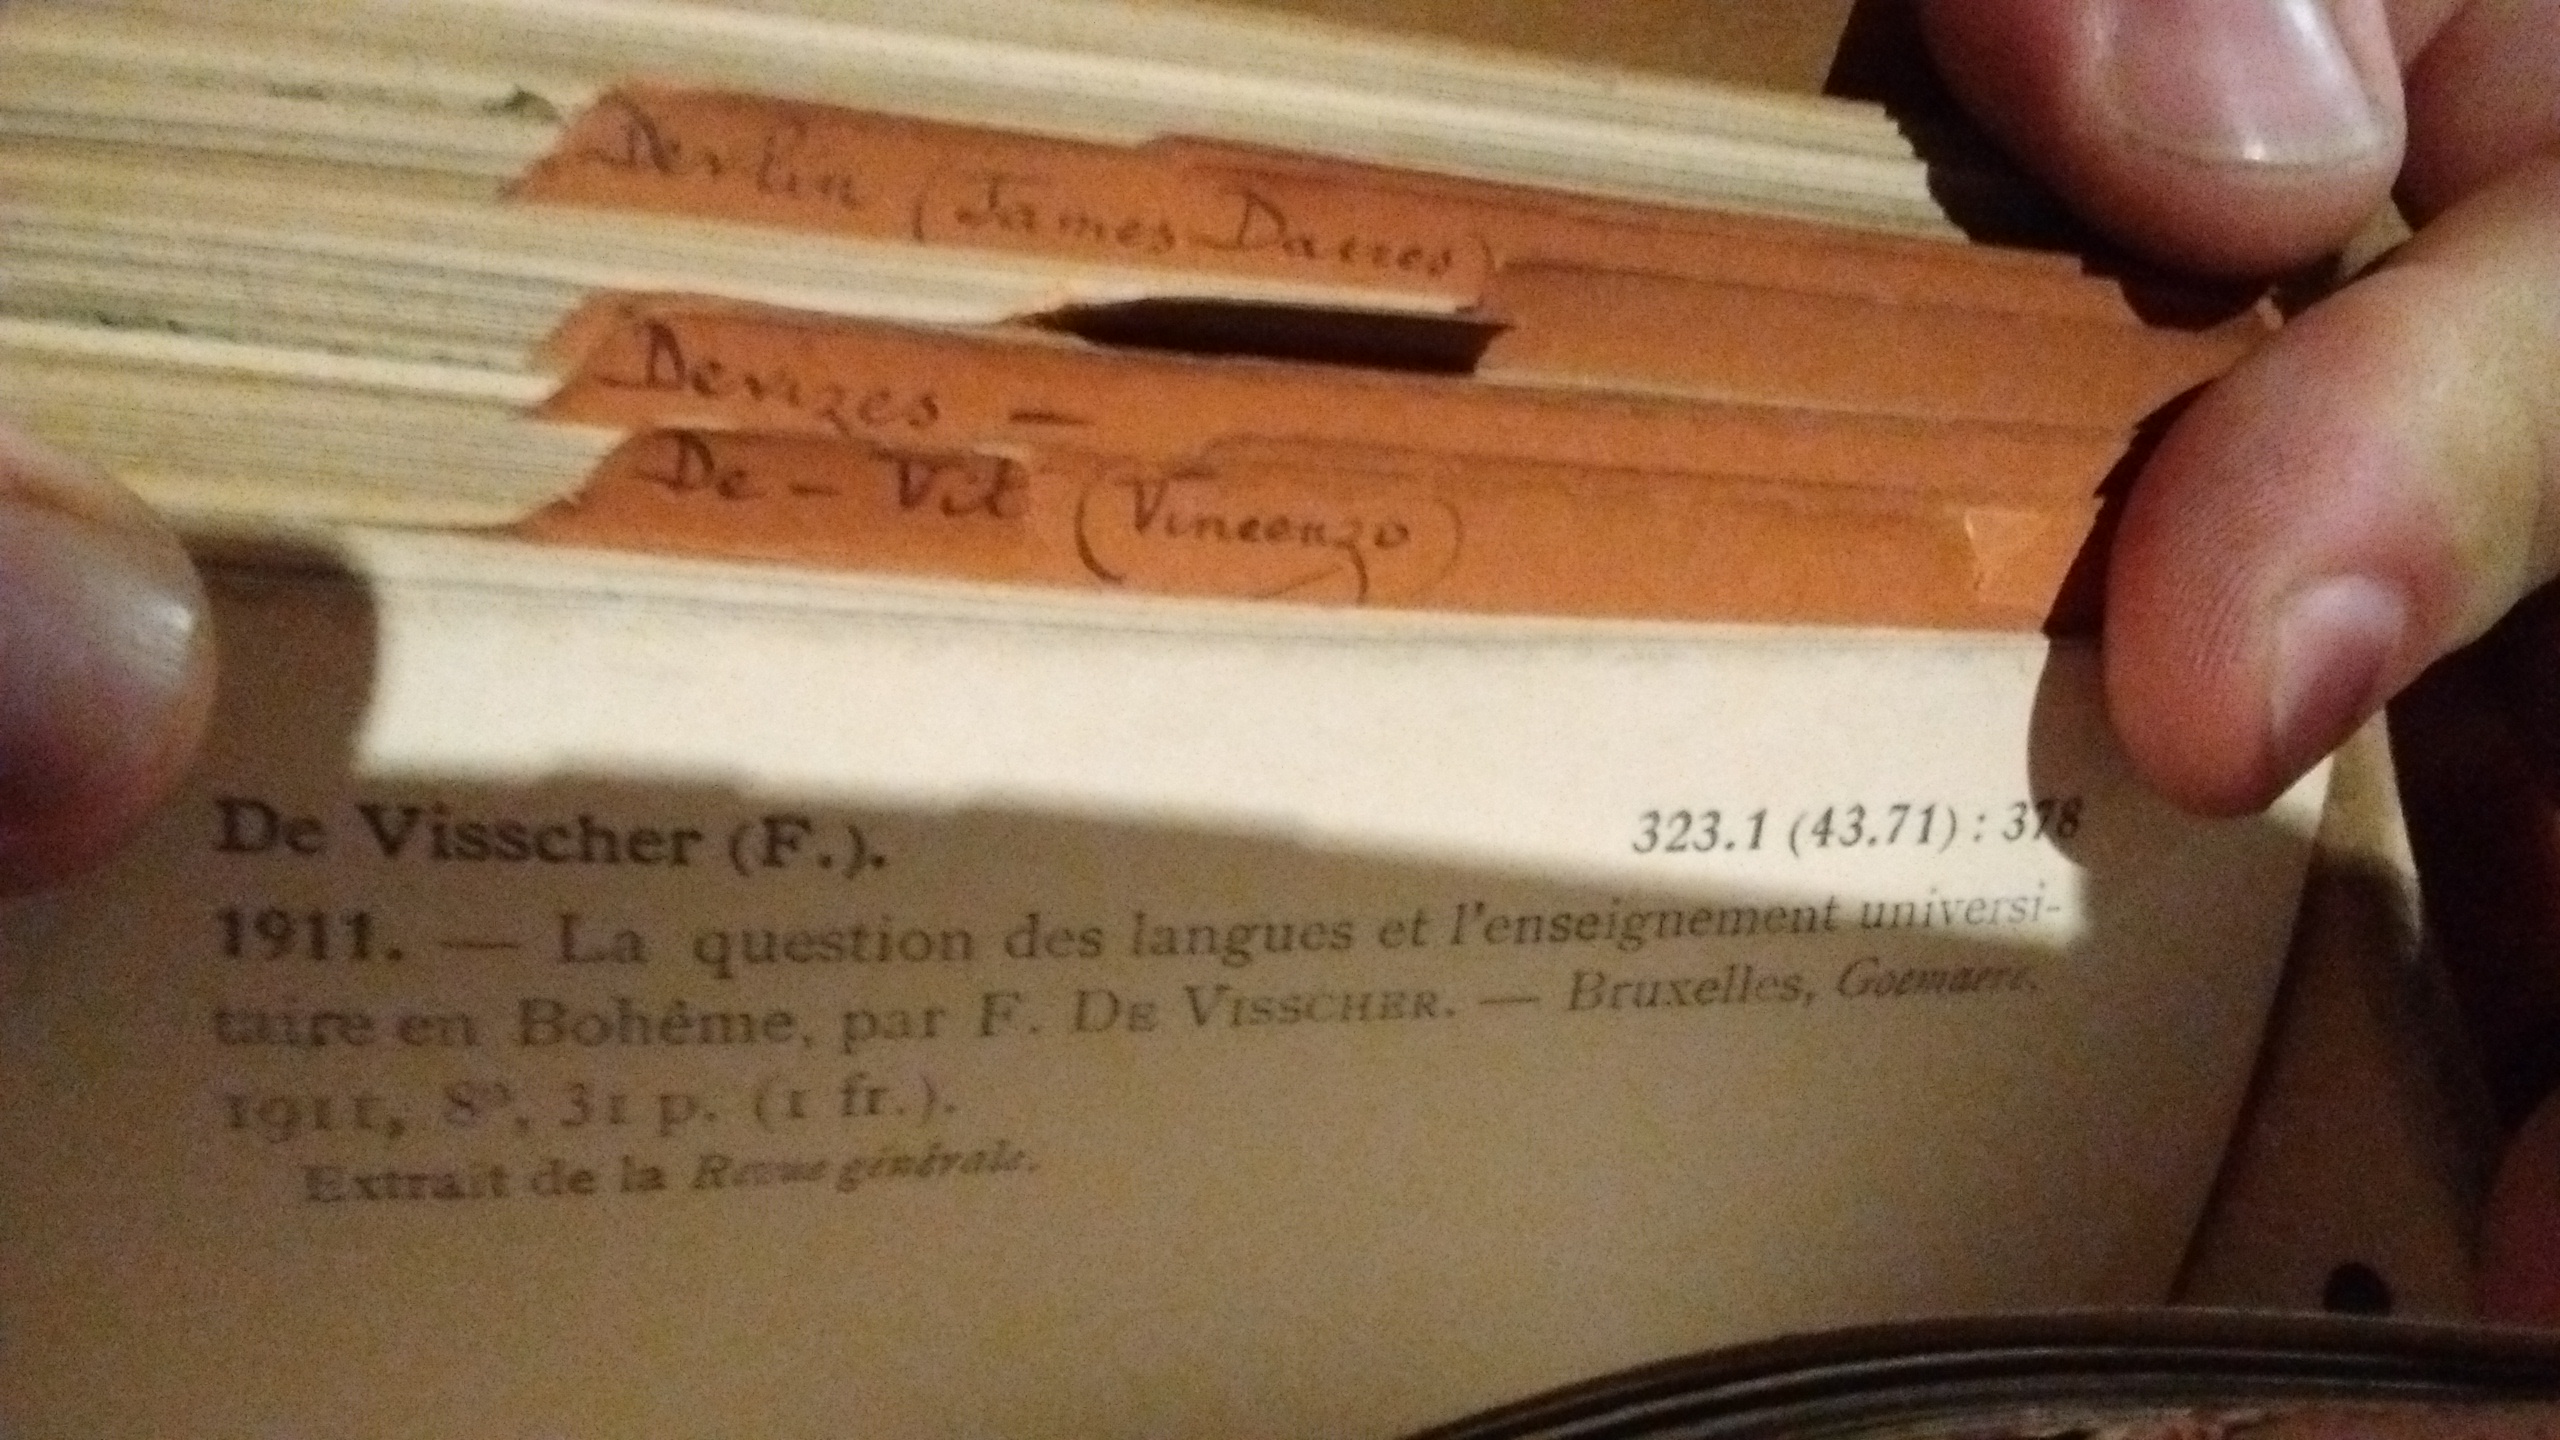 Devlin (James Dacres)
Devizes —
De - Vit (Vincenzo)
De Visscher (F.). 323.1 (43.71) : 378
1911. — La question des langues et l'enseignement universi-
taire en Bohême, par F. DE VISSCHER. — Bruxelles, Goemaere,
1911, 8°, 31 p. (1 fr.).
Extrait de la Revue générale.